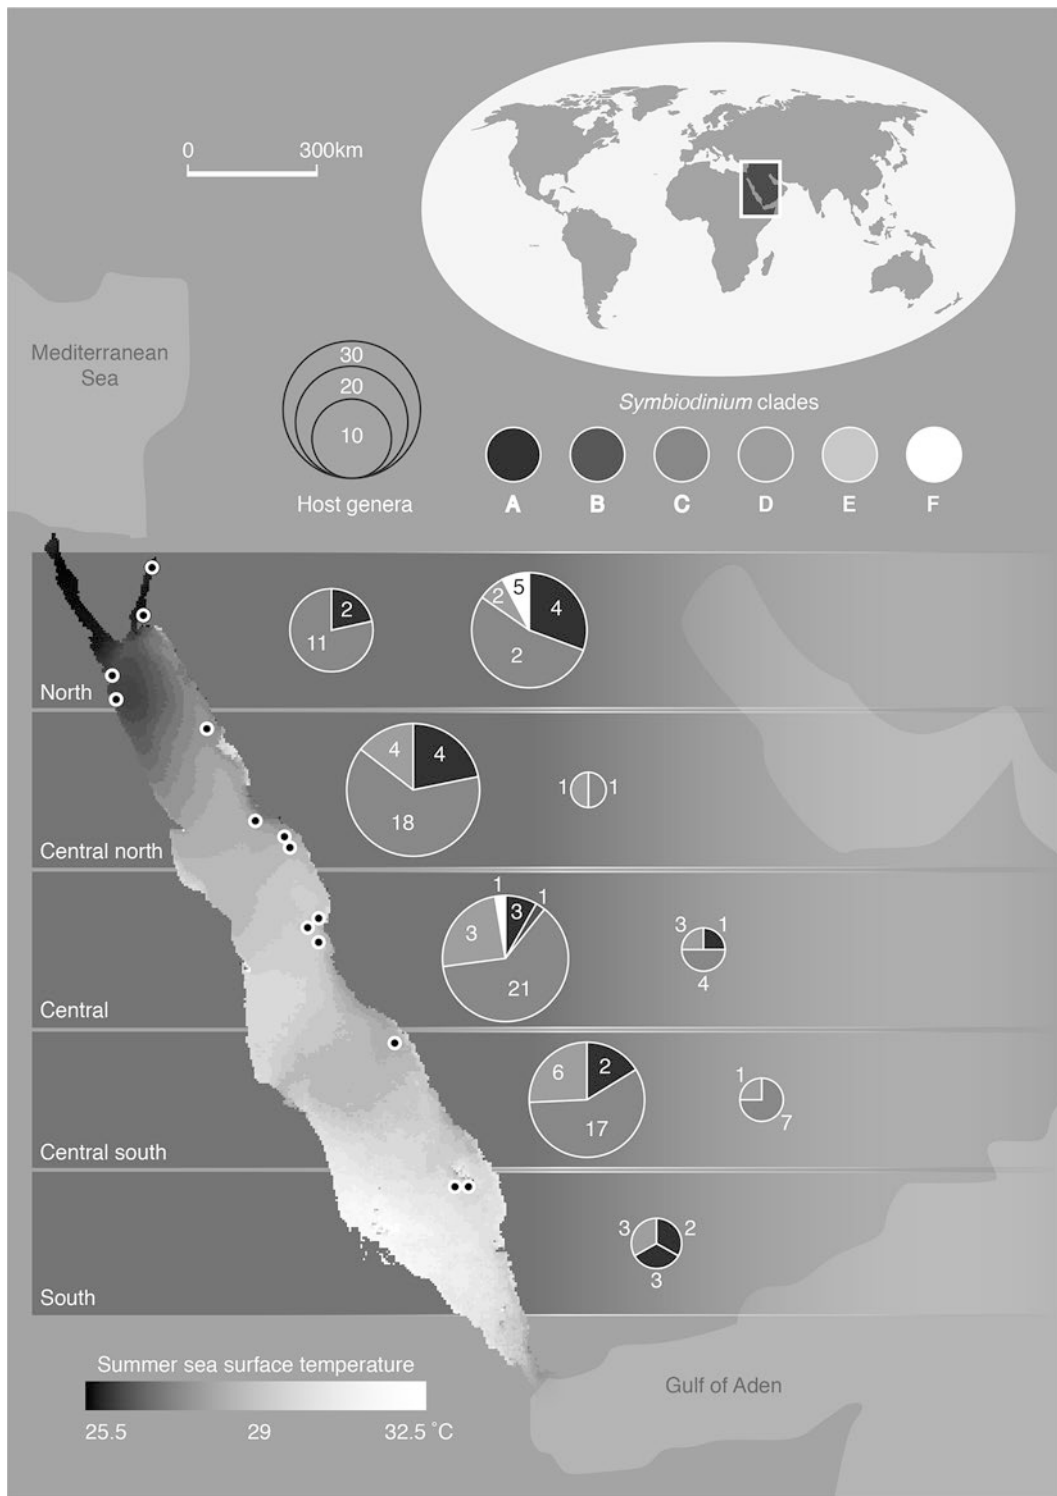 0 300km
Mediterranean
Sea
30
20
10
Host genera
Symbiodinium clades
A B C D E F
North
2
11
2 5 4
2
Central north
4 4
18
1 1
Central
1 1
3 3
21
3 1
4
Central south
6 2
17
1
7
South
3 2
3
Summer sea surface temperature
25.5 29 32.5 °C
Gulf of Aden